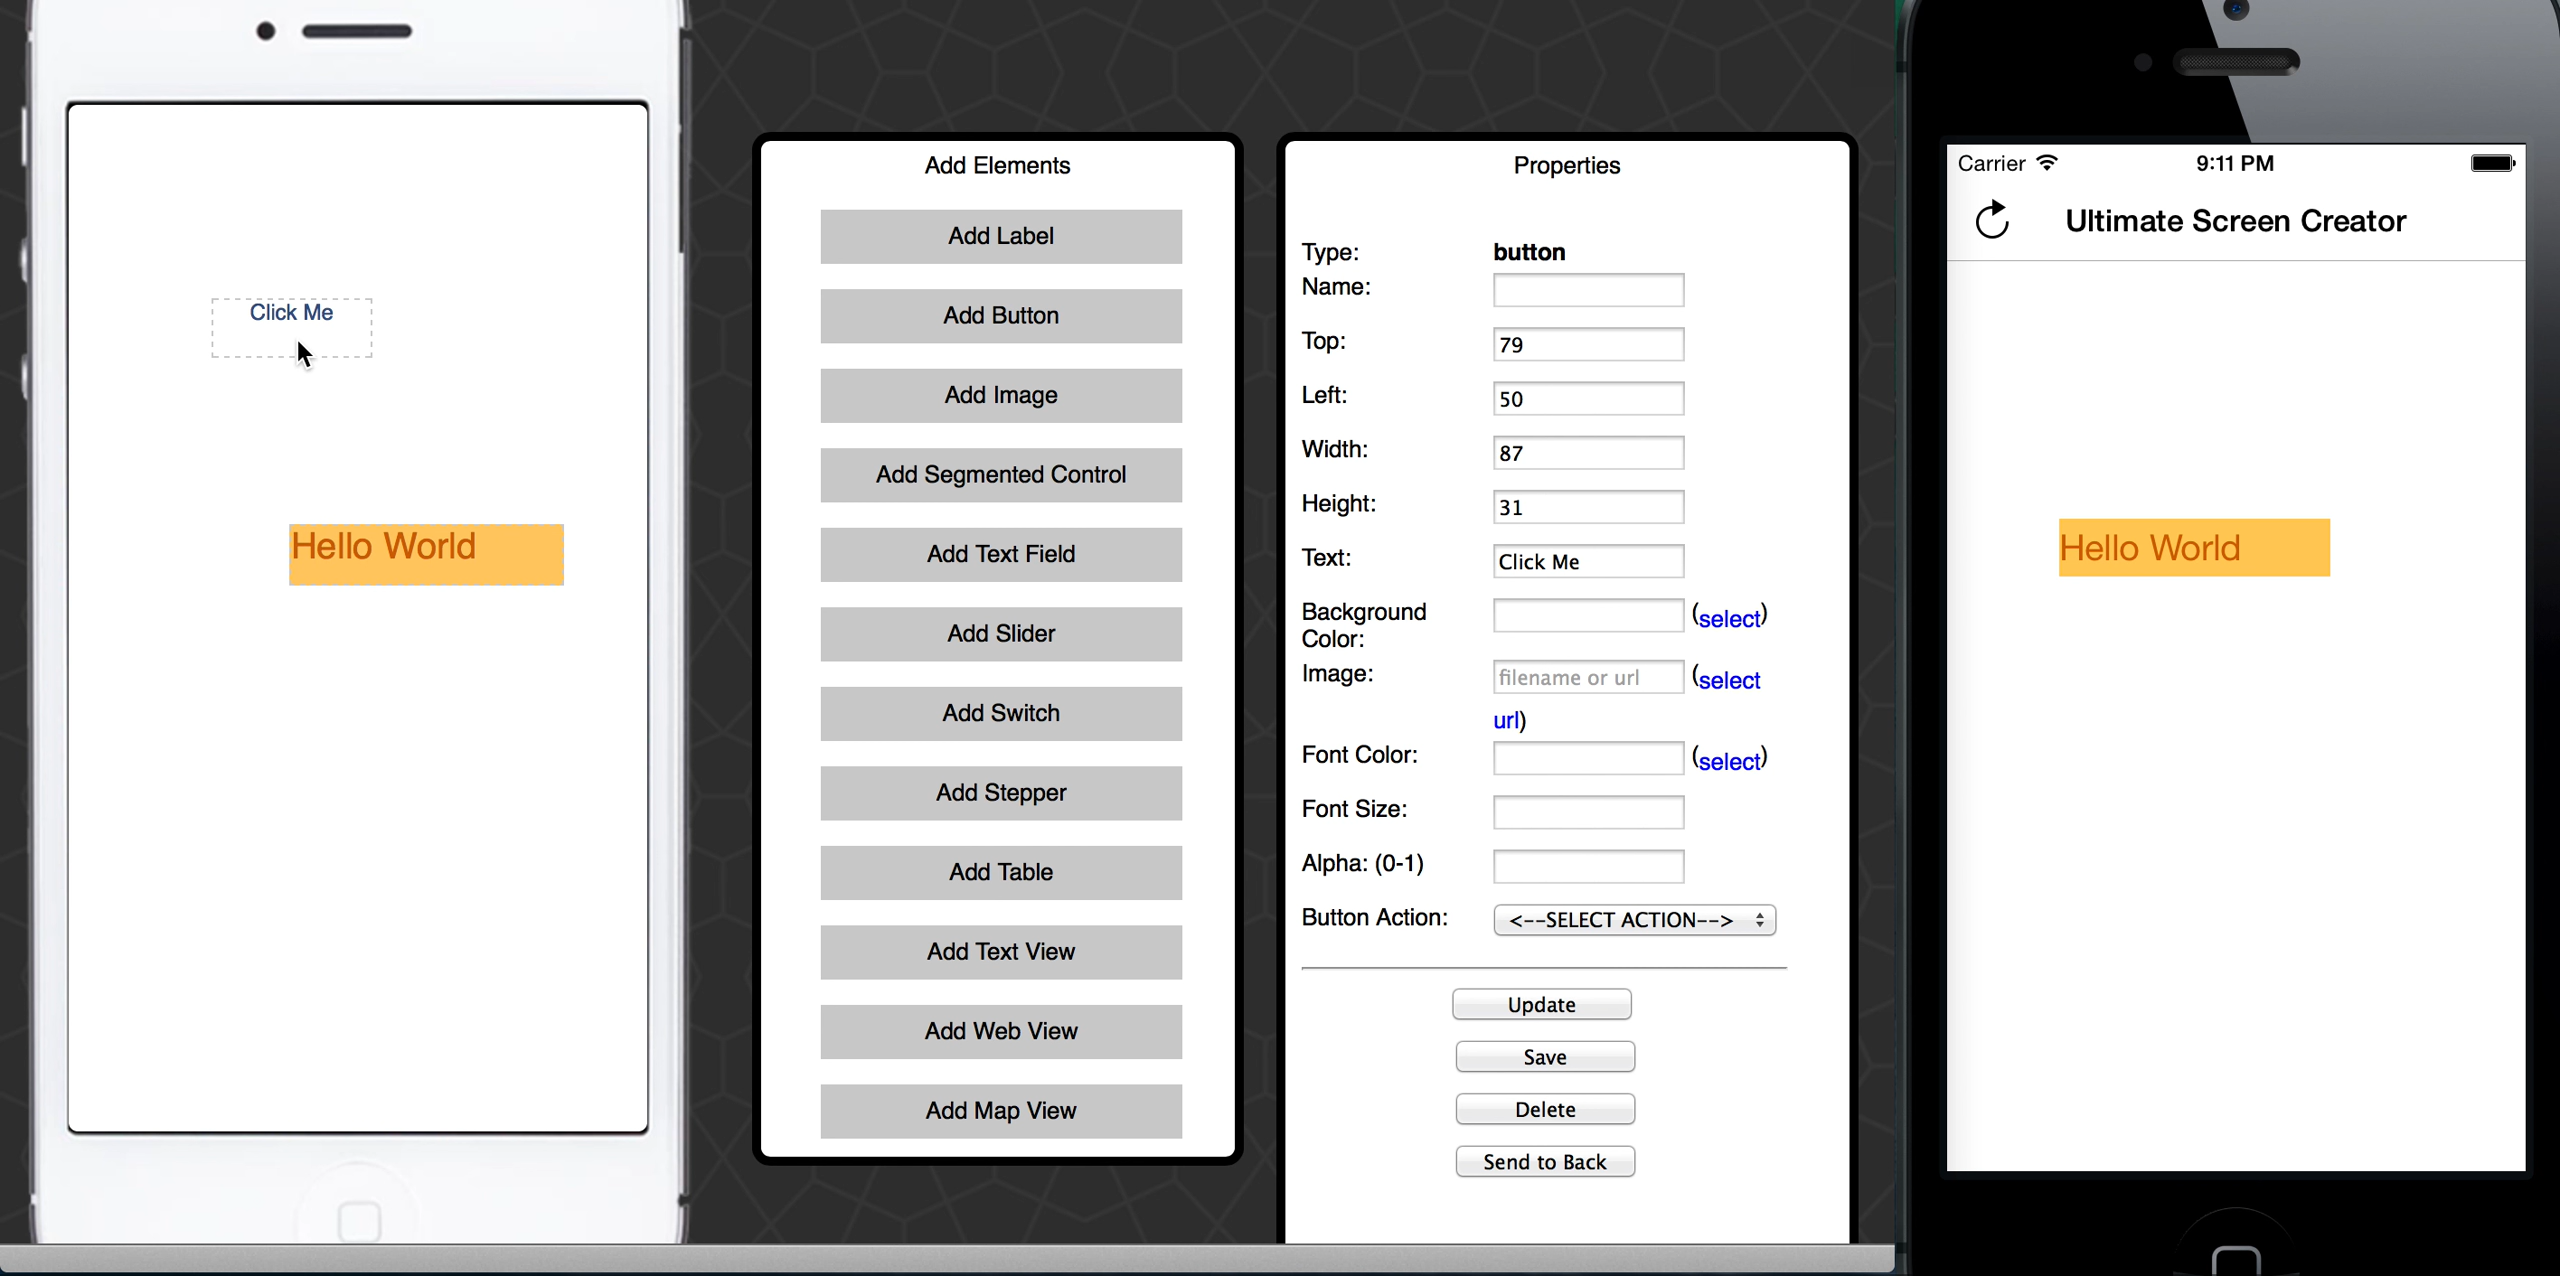 Click Me
Hello World
Add Elements
Add Label
Add Button
Add Image
Add Segmented Control
Add Text Field
Add Slider
Add Switch
Add Stepper
Add Table
Add Text View
Add Web View
Add Map View
Properties
Type: button
Name:
Top: 79
Left: 50
Width: 87
Height: 31
Text: Click Me
Background (select)
Color:
Image: filename or url (select
url)
Font Color: (select)
Font Size:
Alpha: (0-1)
Button Action: <--SELECT ACTION-->
Update
Save
Delete
Send to Back
Carrier 9:11 PM
Ultimate Screen Creator
Hello World